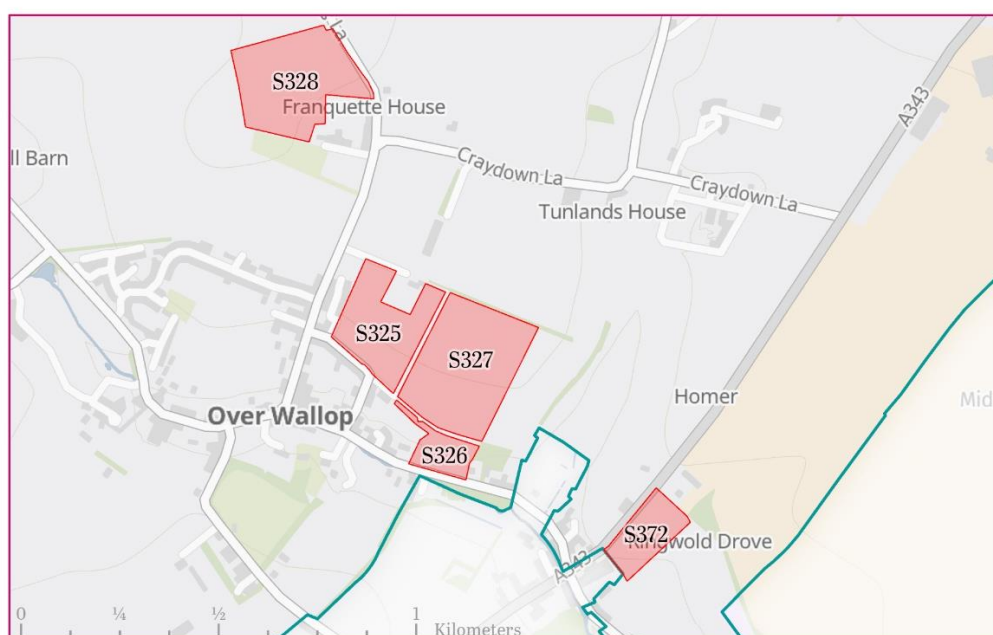 S328
Franquette House
ll Barn
Craydown La
Craydown La
A343
Tunlands House
S325
S327
Homer
Mid
Over Wallop
S326
S372
Kingwold Drove
A343
0 ¼ ½ 1
Kilometers